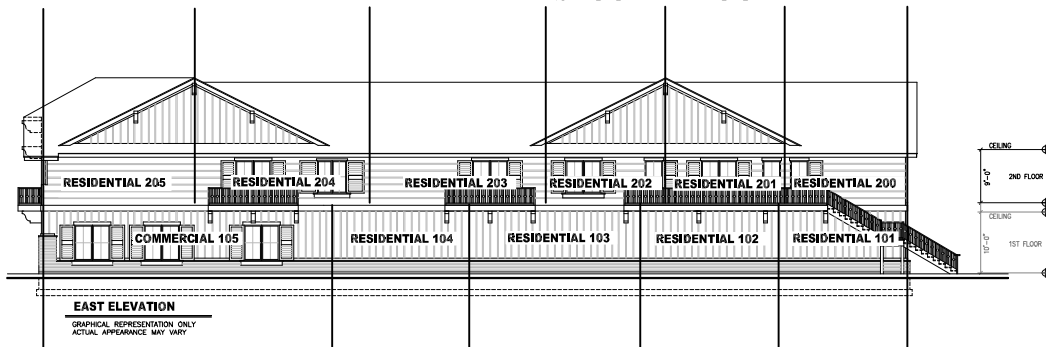 CEILING
RESIDENTIAL 205
RESIDENTIAL 204
RESIDENTIAL 203
RESIDENTIAL 202
RESIDENTIAL 201
RESIDENTIAL 200
9'-0"
2ND FLOOR
CEILING
COMMERCIAL 105
RESIDENTIAL 104
RESIDENTIAL 103
RESIDENTIAL 102
RESIDENTIAL 101
10'-0"
1ST FLOOR
EAST ELEVATION
GRAPHICAL REPRESENTATION ONLY
ACTUAL APPEARANCE MAY VARY